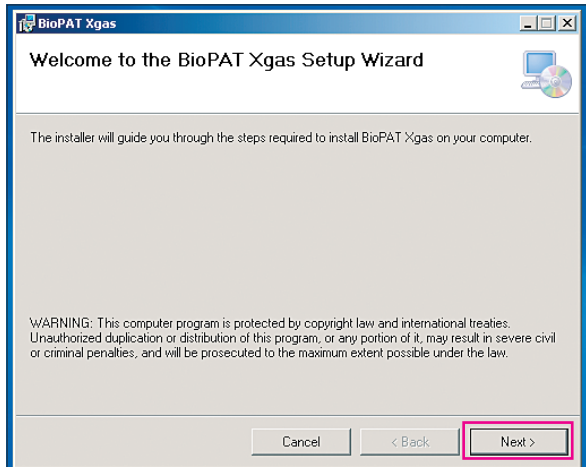 BioPAT Xgas
Welcome to the BioPAT Xgas Setup Wizard
The installer will guide you through the steps required to install BioPAT Xgas on your computer.
WARNING: This computer program is protected by copyright law and international treaties.
Unauthorized duplication or distribution of this program, or any portion of it, may result in severe civil
or criminal penalties, and will be prosecuted to the maximum extent possible under the law.
Cancel
< Back
Next >